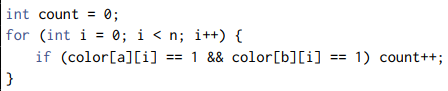 int count = 0;
for (int i = 0; i < n; i++) {
    if (color[a][i] == 1 && color[b][i] == 1) count++;
}